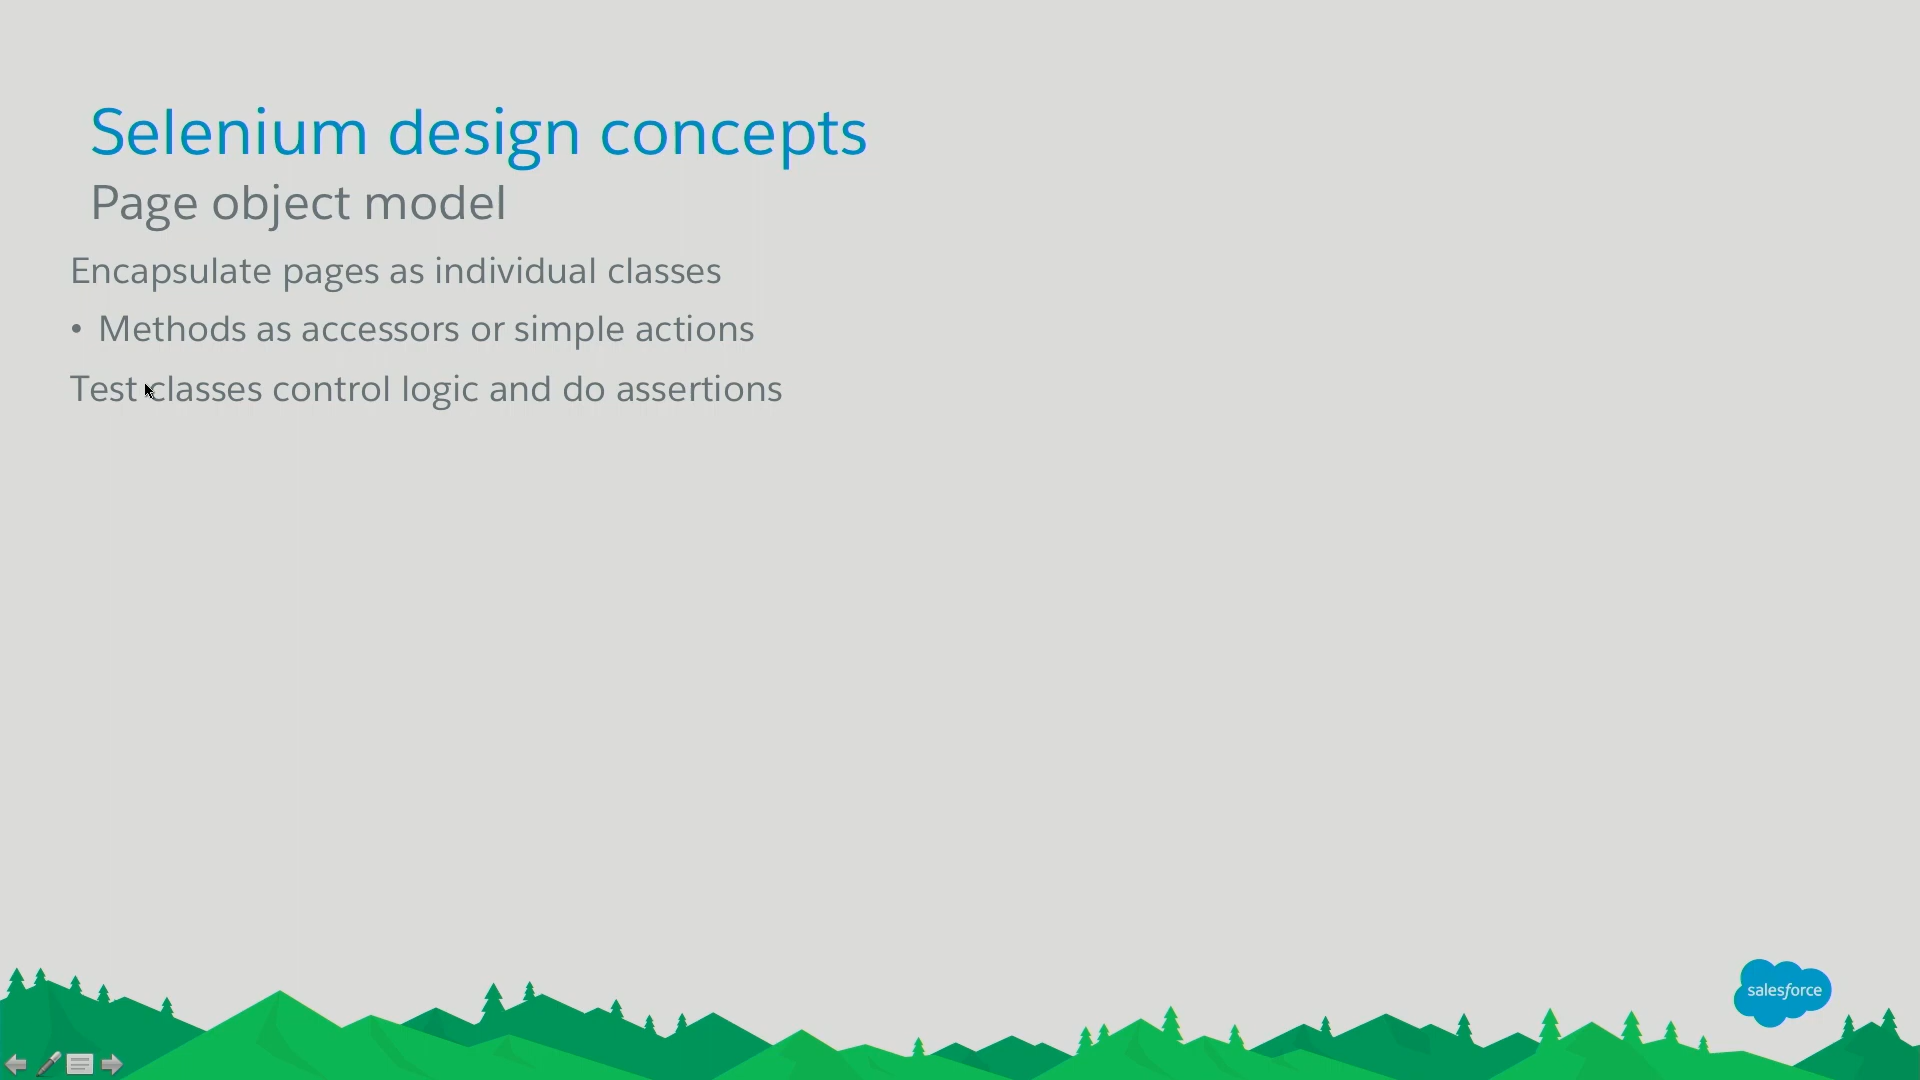 Selenium design concepts
Page object model
Encapsulate pages as individual classes
• Methods as accessors or simple actions
Test classes control logic and do assertions
salesforce